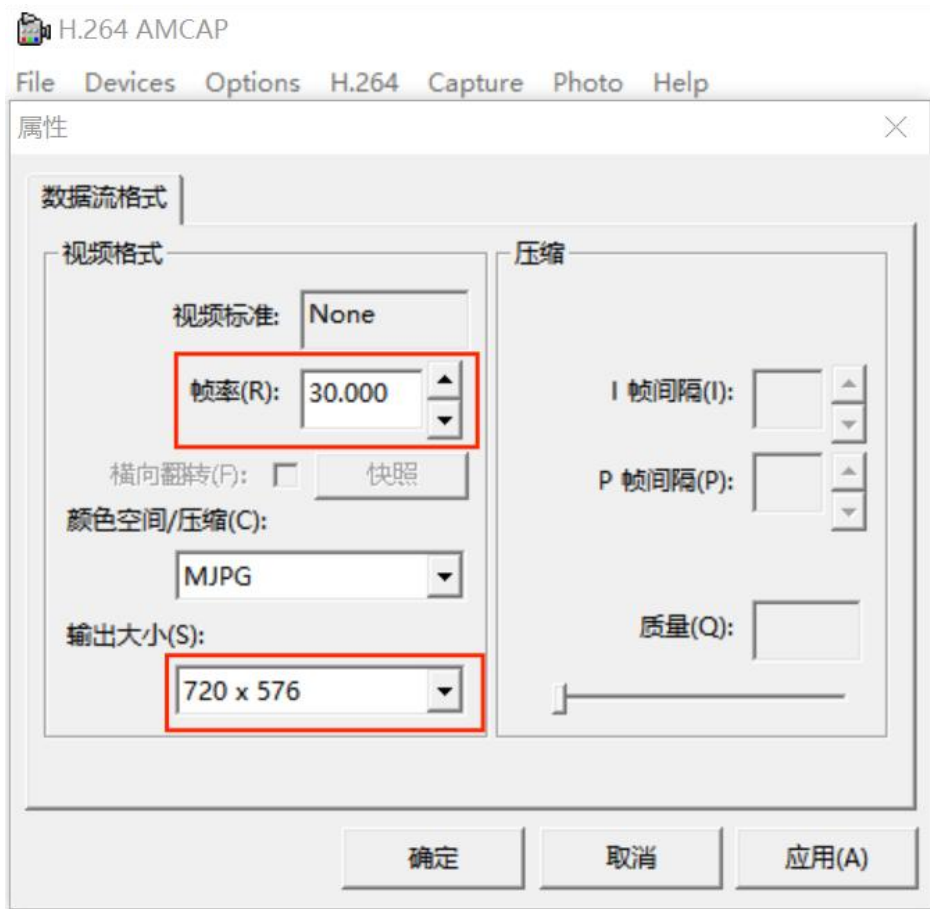 H.264 AMCAP
File Devices Options H.264 Capture Photo Help
属性
数据流格式
视频格式
视频标准: None
帧率(R): 30.000
横向翻转(F): 快照
颜色空间/压缩(C):
MJPG
输出大小(S):
720 x 576
压缩
I 帧间隔(I):
P 帧间隔(P):
质量(Q):
确定 取消 应用(A)